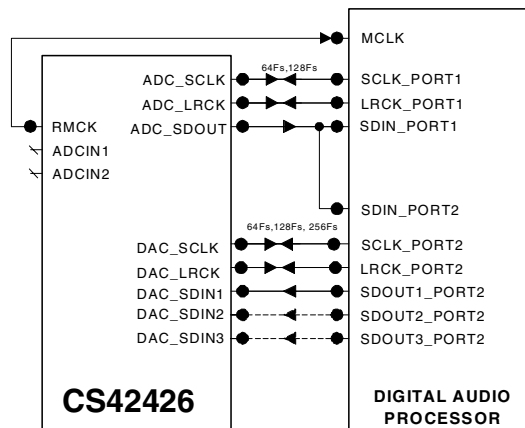 MCLK
64Fs,128Fs
ADC_SCLK
SCLK_PORT1
ADC_LRCK
LRCK_PORT1
RMCK
ADC_SDOUT
SDIN_PORT1
ADCIN1
ADCIN2
SDIN_PORT2
64Fs,128Fs, 256Fs
DAC_SCLK
SCLK_PORT2
DAC_LRCK
LRCK_PORT2
DAC_SDIN1
SDOUT1_PORT2
DAC_SDIN2
SDOUT2_PORT2
DAC_SDIN3
SDOUT3_PORT2
CS42426
DIGITAL AUDIO
PROCESSOR